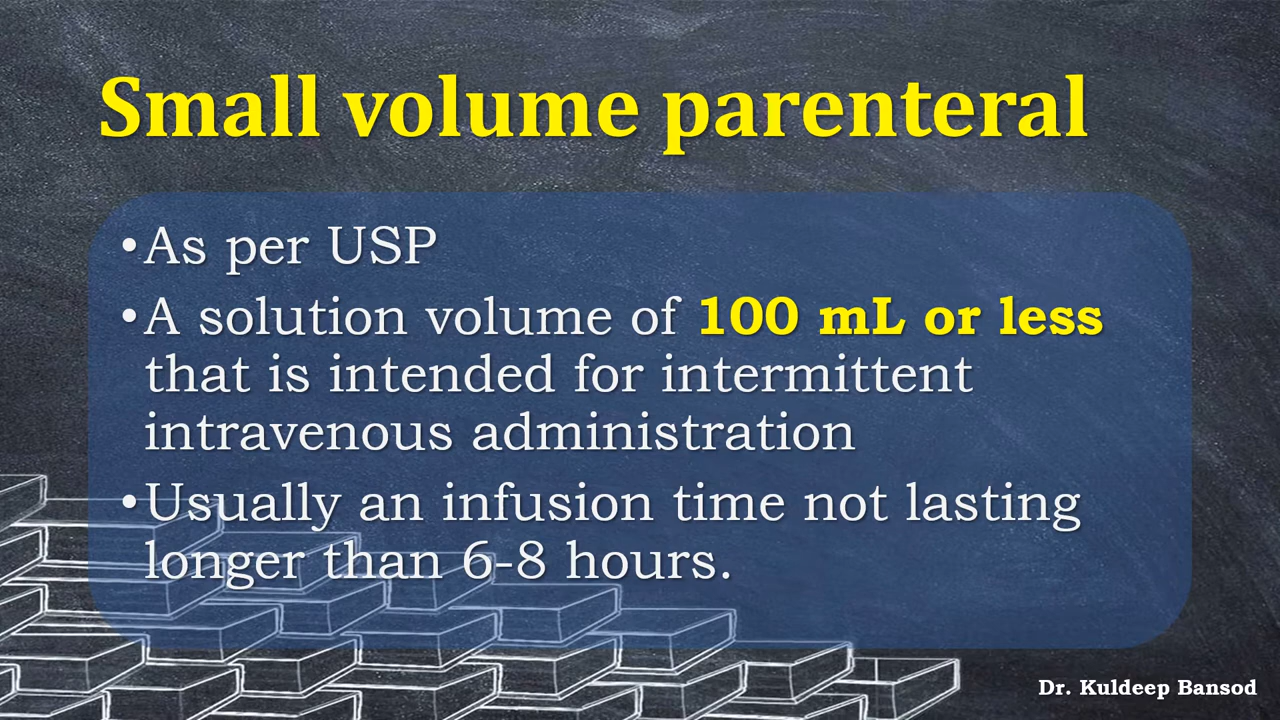 Small volume parenteral
•As per USP
•A solution volume of 100 mL or less
that is intended for intermittent
intravenous administration
•Usually an infusion time not lasting
longer than 6-8 hours.
Dr. Kuldeep Bansod